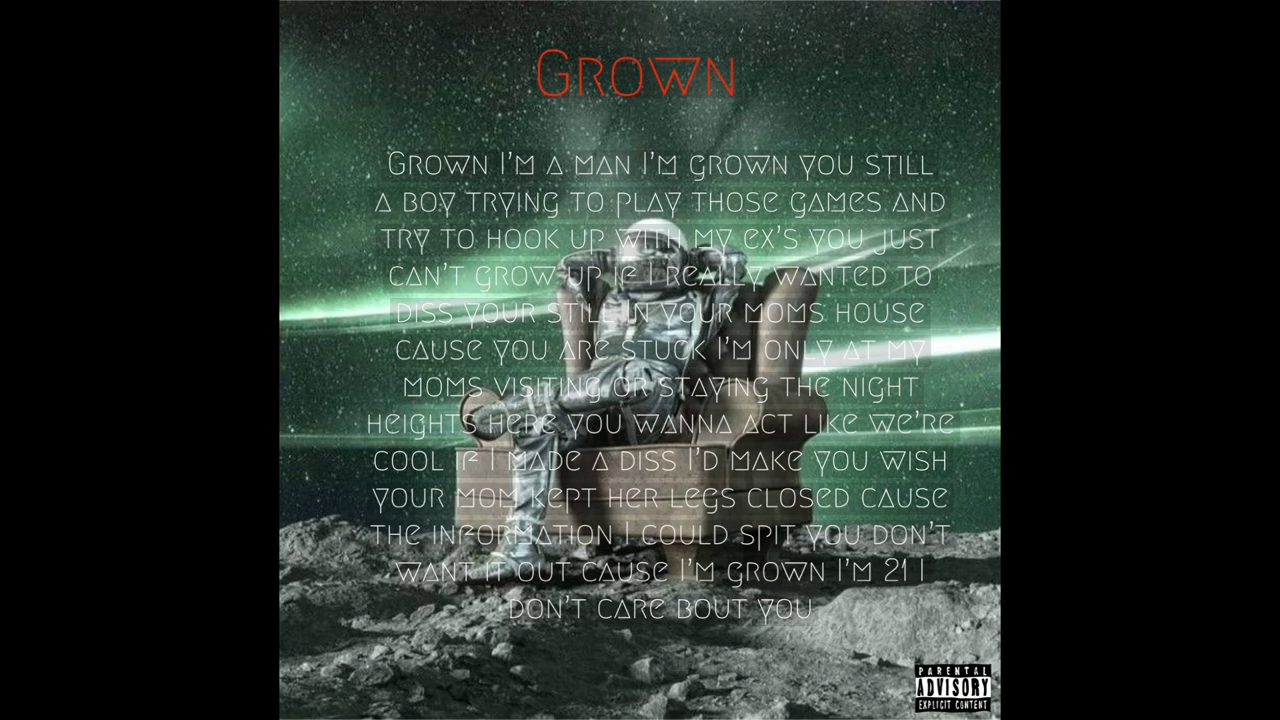 Grown
Grown I'm a man I'm grown you still
a boy trying to play those games and
try to hook up with my ex's you just
can't grow up If I really wanted to
diss your still in your moms house
cause you are stuck I'm only at my
moms visiting or staying the night
heights here you wanna act like we're
cool if I made a diss I'd make you wish
your mom kept her legs closed cause
the information I could spit you don't
want it out cause I'm grown I'm 21 I
don't care bout you
PARENTAL
ADVISORY
EXPLICIT CONTENT